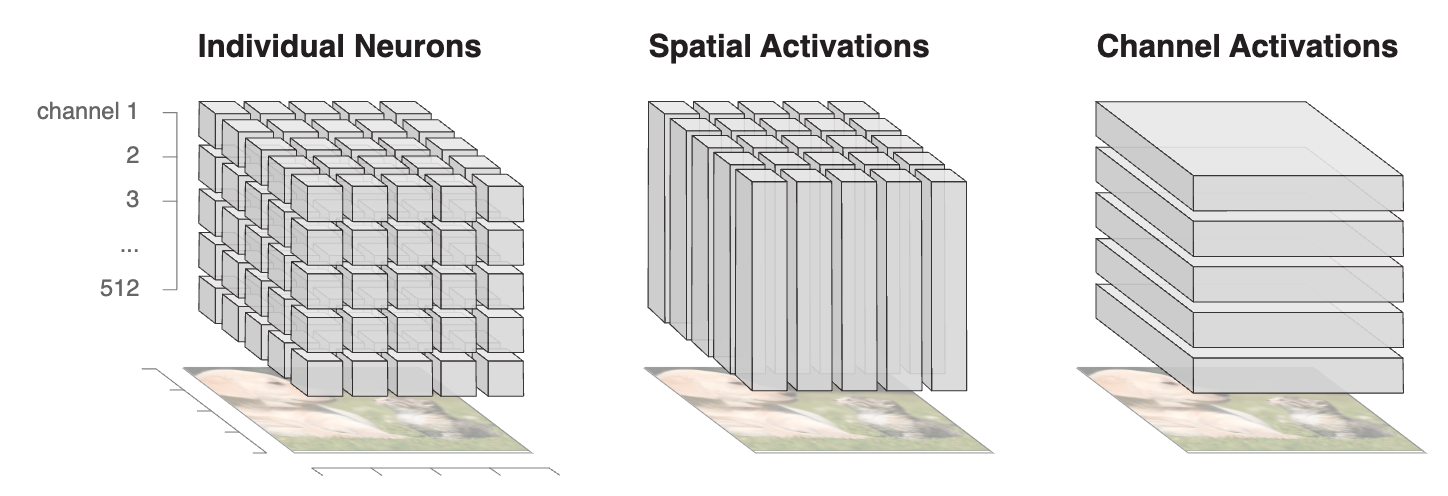 Individual Neurons
Spatial Activations
Channel Activations
channel 1
2
3
...
512